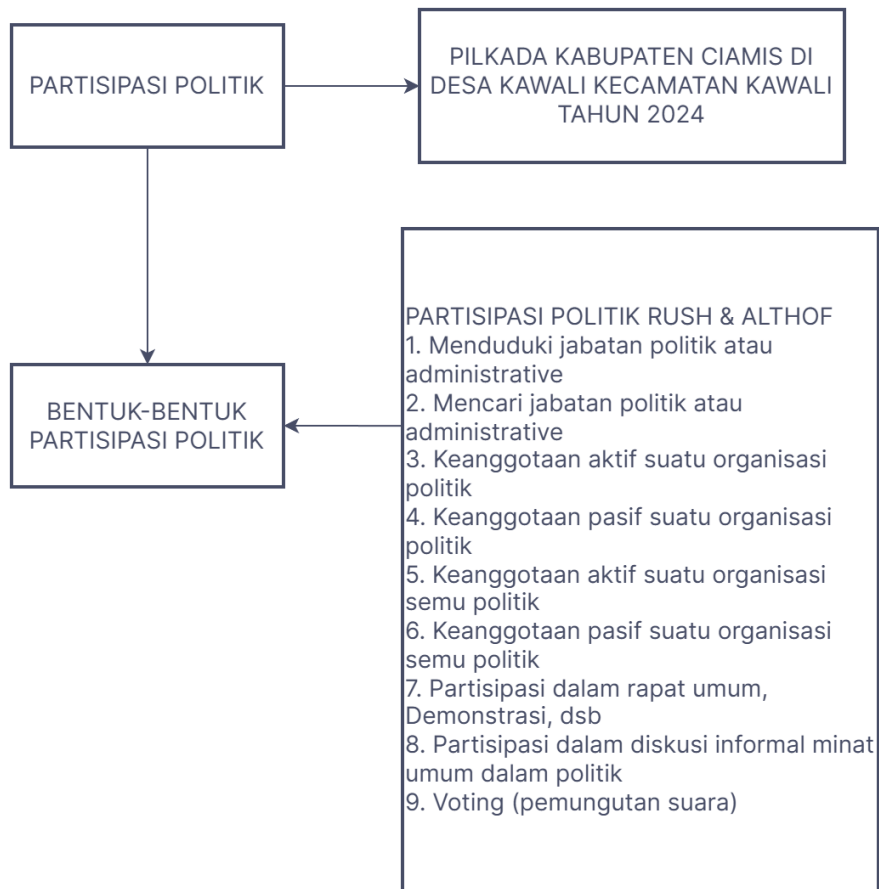 PARTISIPASI POLITIK
PILKADA KABUPATEN CIAMIS DI
DESA KAWALI KECAMATAN KAWALI
TAHUN 2024
BENTUK-BENTUK
PARTISIPASI POLITIK
PARTISIPASI POLITIK RUSH & ALTHOF
1. Menduduki jabatan politik atau
administrative
2. Mencari jabatan politik atau
administrative
3. Keanggotaan aktif suatu organisasi
politik
4. Keanggotaan pasif suatu organisasi
politik
5. Keanggotaan aktif suatu organisasi
semu politik
6. Keanggotaan pasif suatu organisasi
semu politik
7. Partisipasi dalam rapat umum,
Demonstrasi, dsb
8. Partisipasi dalam diskusi informal minat
umum dalam politik
9. Voting (pemungutan suara)